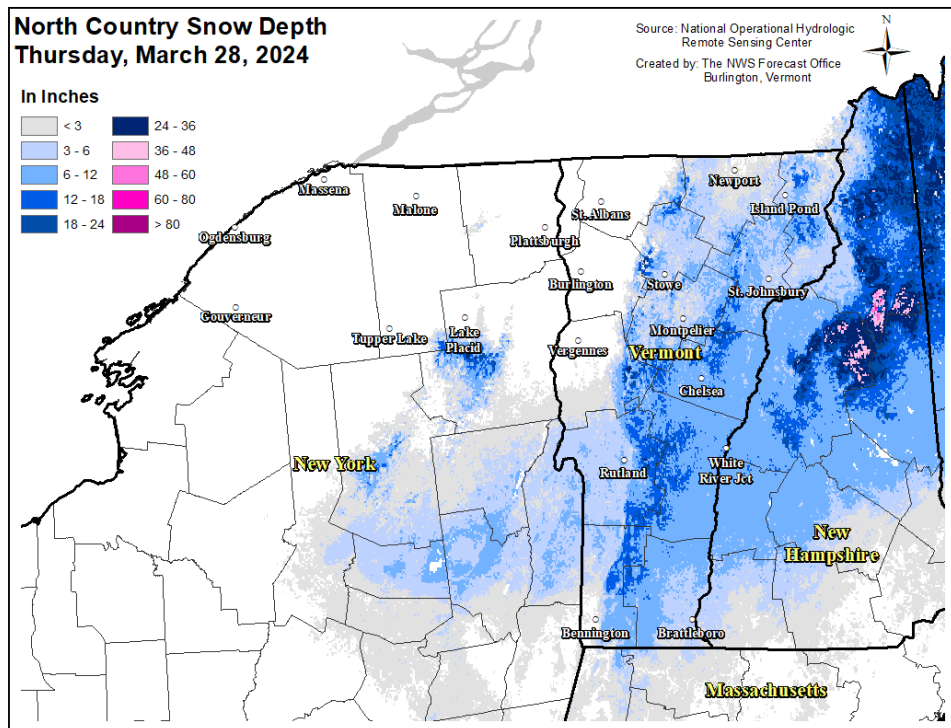 North Country Snow Depth
Thursday, March 28, 2024
Source: National Operational Hydrologic
Remote Sensing Center
Created by: The NWS Forecast Office
Burlington, Vermont
N
In Inches
< 3
24 - 36
3 - 6
36 - 48
6 - 12
48 - 60
12 - 18
60 - 80
18 - 24
> 80
Massena
Malone
Newport
Island Pond
St. Albans
Ogdensburg
Plattsburgh
Burlington
Stowe
St. Johnsbury
Gouverneur
Tupper Lake
Lake
Placid
Montpelier
Vergennes
Vermont
Chelsea
New York
Rutland
White
River Jct
New
Hampshire
Bennington
Brattleboro
Massachusetts